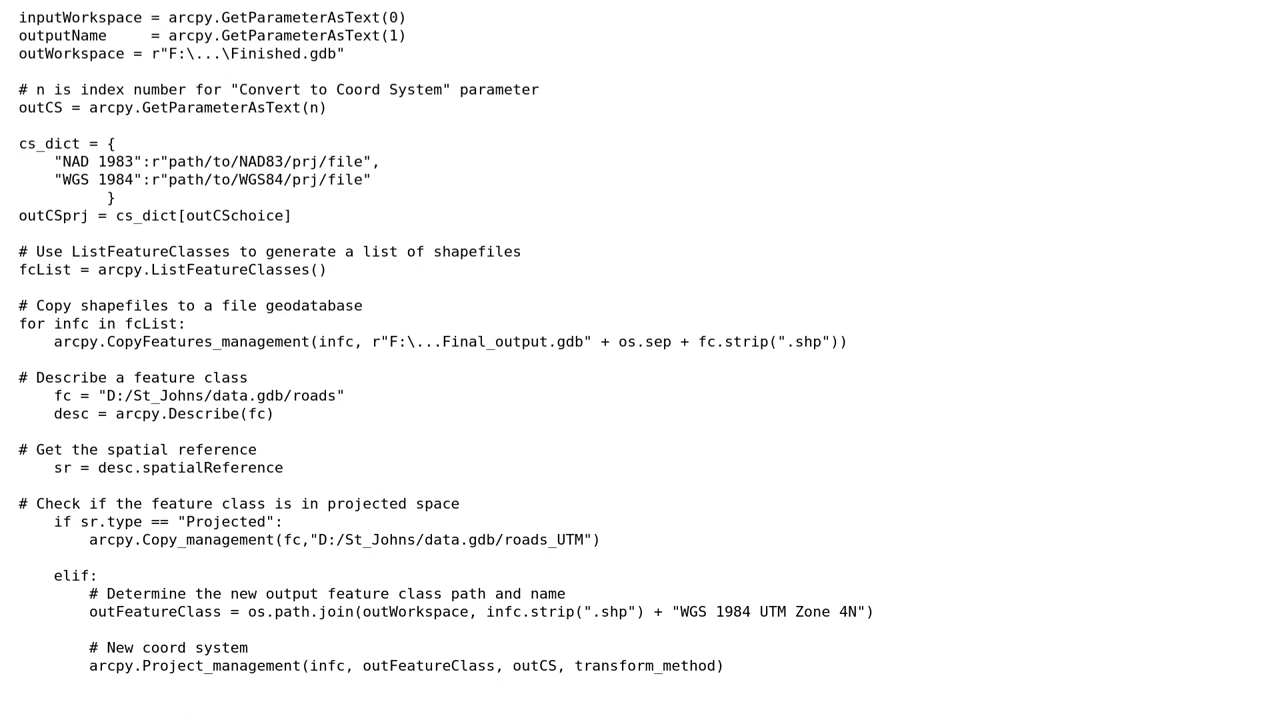 inputWorkspace = arcpy.GetParameterAsText(0)
outputName     = arcpy.GetParameterAsText(1)
outWorkspace = r"F:\...\Finished.gdb"

# n is index number for "Convert to Coord System" parameter
outCS = arcpy.GetParameterAsText(n)

cs_dict = {
    "NAD 1983":r"path/to/NAD83/prj/file",
    "WGS 1984":r"path/to/WGS84/prj/file"
          }
outCSprj = cs_dict[outCSchoice]

# Use ListFeatureClasses to generate a list of shapefiles
fcList = arcpy.ListFeatureClasses()

# Copy shapefiles to a file geodatabase
for infc in fcList:
    arcpy.CopyFeatures_management(infc, r"F:\...Final_output.gdb" + os.sep + fc.strip(".shp"))

# Describe a feature class
    fc = "D:/St_Johns/data.gdb/roads"
    desc = arcpy.Describe(fc)

# Get the spatial reference
    sr = desc.spatialReference

# Check if the feature class is in projected space
    if sr.type == "Projected":
        arcpy.Copy_management(fc,"D:/St_Johns/data.gdb/roads_UTM")

    elif:
        # Determine the new output feature class path and name
        outFeatureClass = os.path.join(outWorkspace, infc.strip(".shp") + "WGS 1984 UTM Zone 4N")

        # New coord system
        arcpy.Project_management(infc, outFeatureClass, outCS, transform_method)